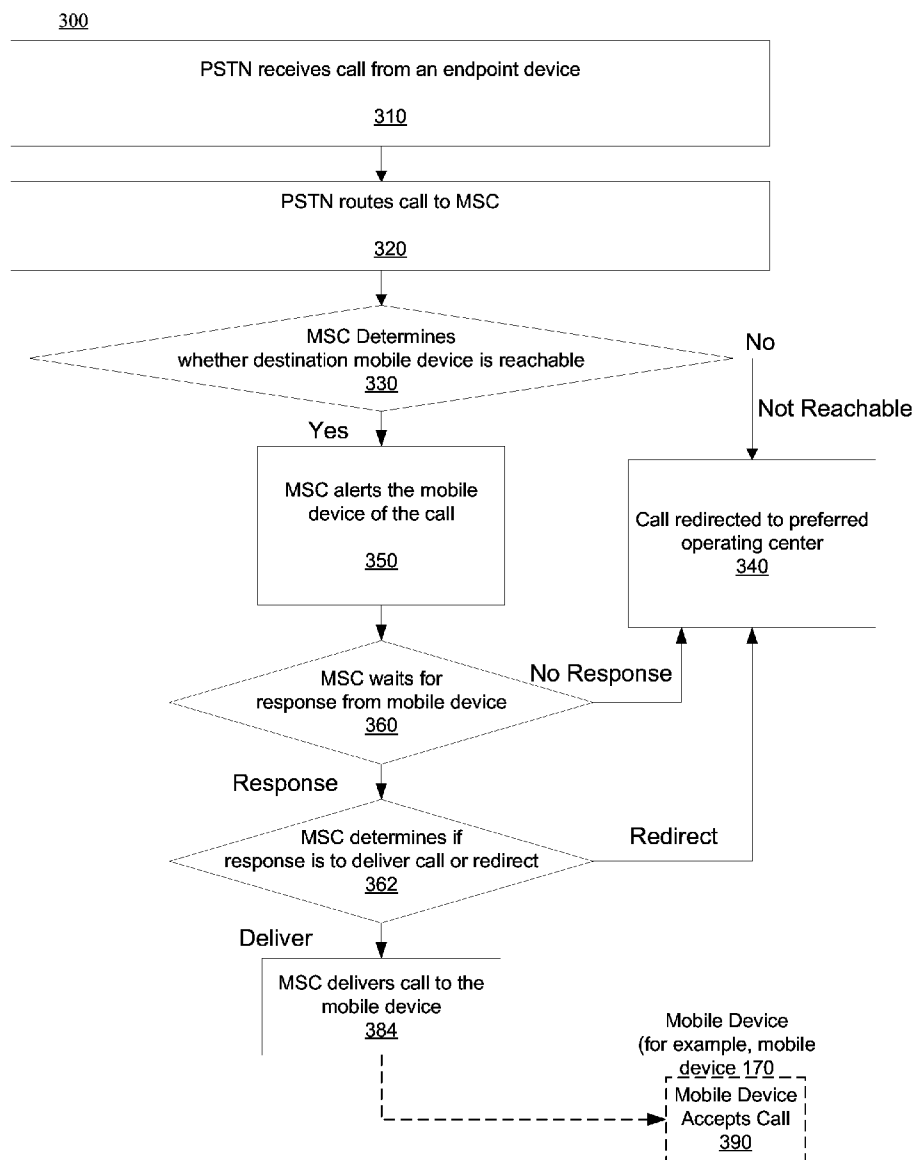 300
PSTN receives call from an endpoint device
310
PSTN routes call to MSC
320
MSC Determines
whether destination mobile device is reachable
330
No
Not Reachable
Yes
MSC alerts the mobile
device of the call
350
Call redirected to preferred
operating center
340
MSC waits for
response from mobile device
360
No Response
Response
MSC determines if
response is to deliver call or redirect
362
Redirect
Deliver
MSC delivers call to the
mobile device
384
Mobile Device
(for example, mobile
device 170
Mobile Device
Accepts Call
390